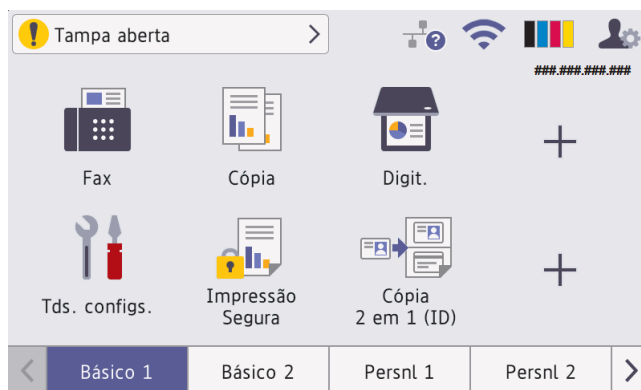 Tampa aberta
###.###.###.###
Fax
Cópia
Digit.
Tds. configs.
Impressão
Segura
Cópia
2 em 1 (ID)
Básico 1
Básico 2
Persnl 1
Persnl 2